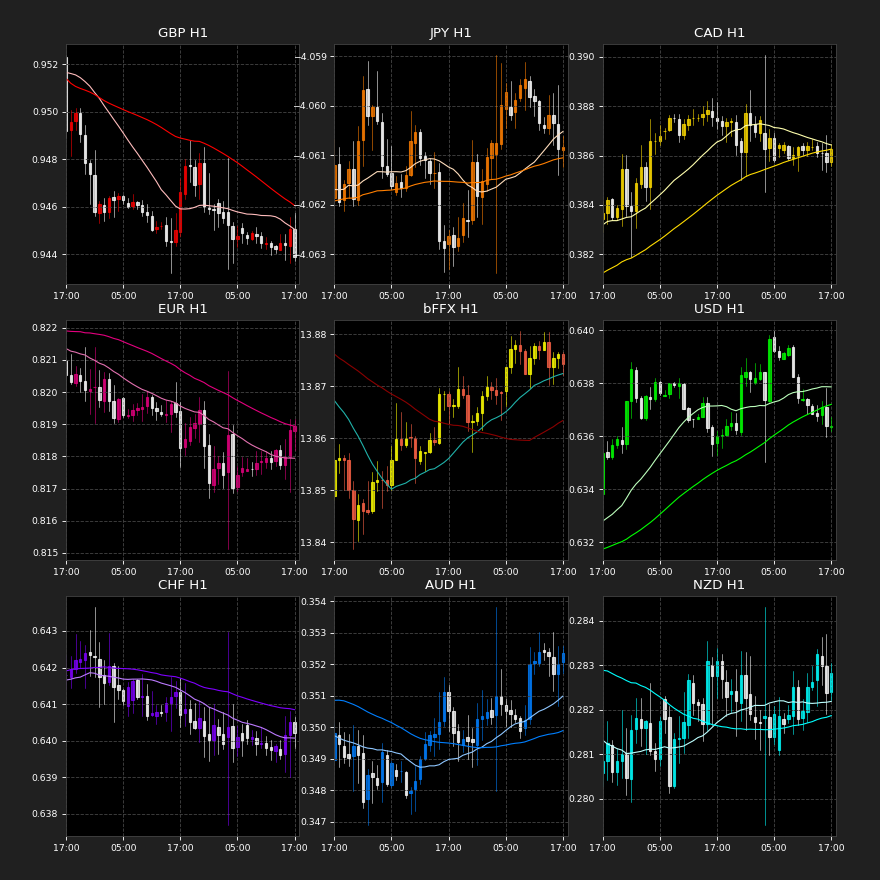 GBP H1
0.952
0.950
0.948
0.946
0.944
17:00 05:00 17:00 05:00 17:00
JPY H1
−4.059
−4.060
−4.061
−4.062
−4.063
17:00 05:00 17:00 05:00 17:00
CAD H1
0.390
0.388
0.386
0.384
0.382
17:00 05:00 17:00 05:00 17:00
EUR H1
0.822
0.821
0.820
0.819
0.818
0.817
0.816
0.815
17:00 05:00 17:00 05:00 17:00
bFFX H1
13.88
13.87
13.86
13.85
13.84
17:00 05:00 17:00 05:00 17:00
USD H1
0.640
0.638
0.636
0.634
0.632
17:00 05:00 17:00 05:00 17:00
CHF H1
0.643
0.642
0.641
0.640
0.639
0.638
17:00 05:00 17:00 05:00 17:00
AUD H1
0.354
0.353
0.352
0.351
0.350
0.349
0.348
0.347
17:00 05:00 17:00 05:00 17:00
NZD H1
0.284
0.283
0.282
0.281
0.280
17:00 05:00 17:00 05:00 17:00